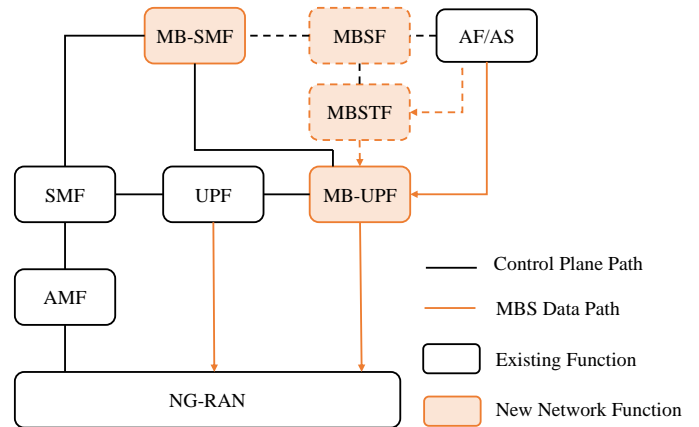 MB-SMF
MBSF
AF/AS
MBSTF
SMF
UPF
MB-UPF
AMF
NG-RAN
Control Plane Path
MBS Data Path
Existing Function
New Network Function